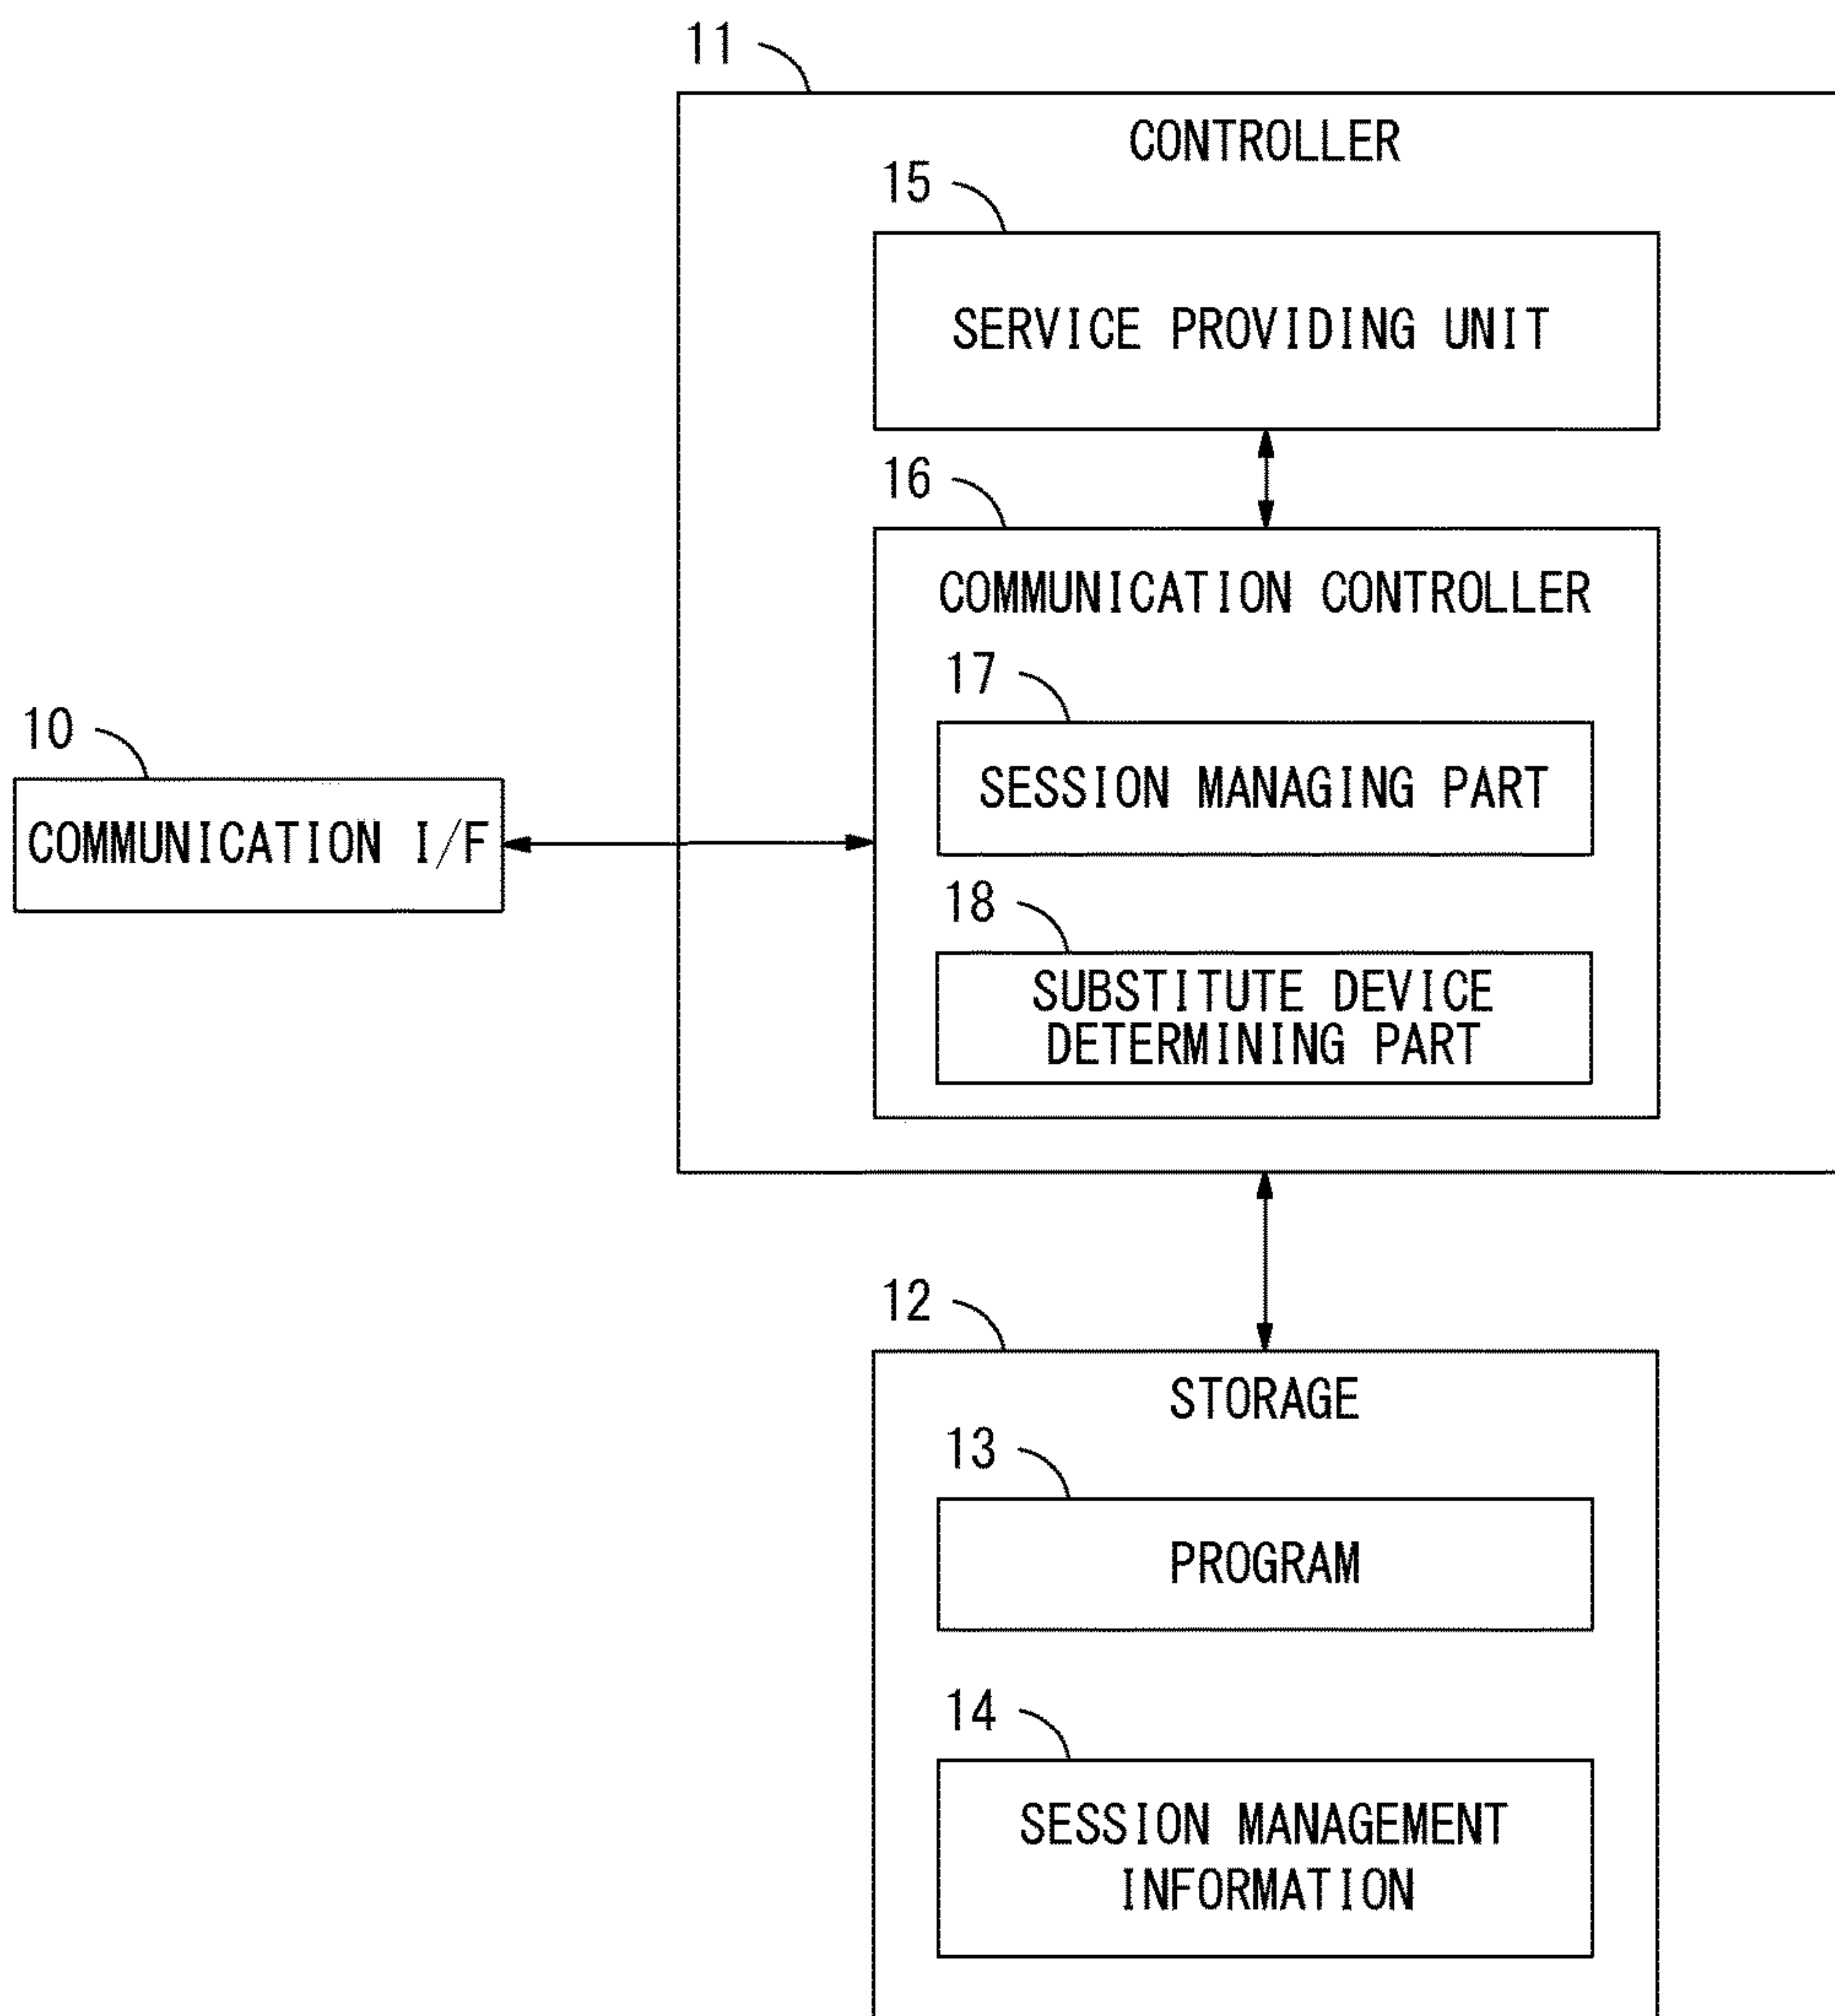 11
CONTROLLER
15
SERVICE PROVIDING UNIT
16
COMMUNICATION CONTROLLER
17
SESSION MANAGING PART
10
COMMUNICATION I/F
18
SUBSTITUTE DEVICE
DETERMINING PART
12
STORAGE
13
PROGRAM
14
SESSION MANAGEMENT
INFORMATION